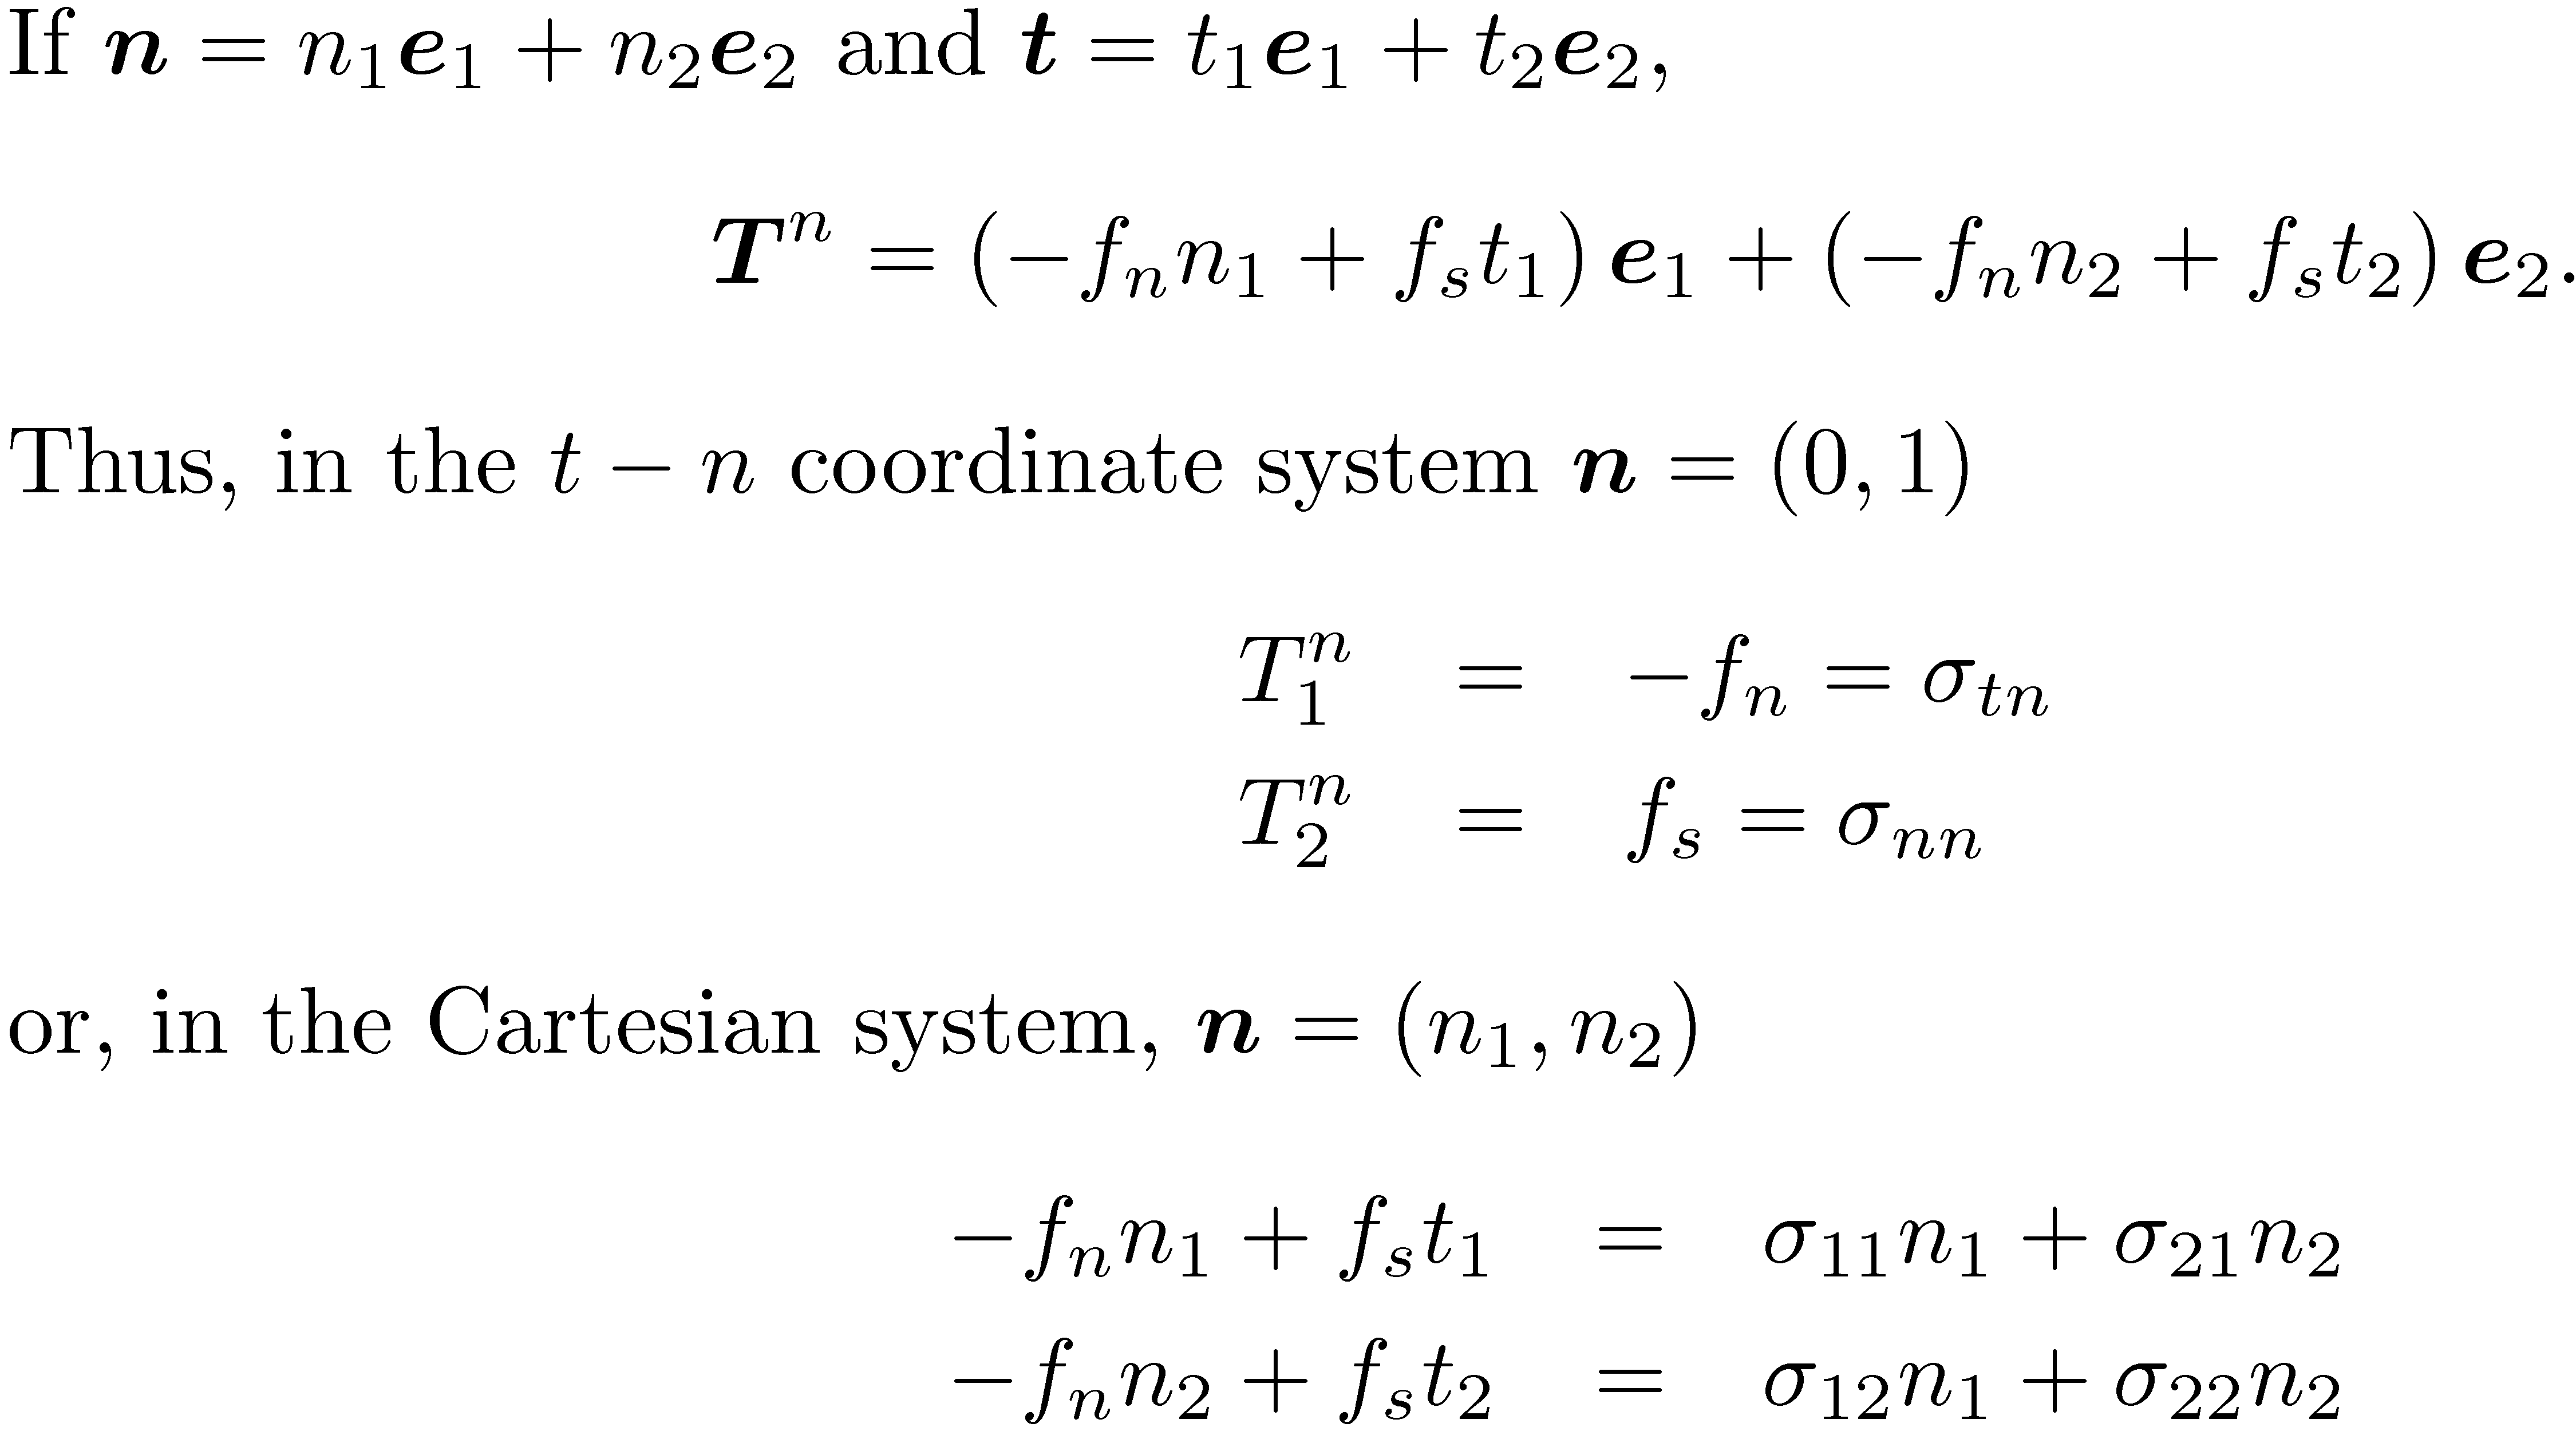 If 𝒏 = n₁𝒆₁ + n₂𝒆₂ and 𝒕 = t₁𝒆₁ + t₂𝒆₂,
𝑻ⁿ = (−fₙn₁ + fₛt₁) 𝒆₁ + (−fₙn₂ + fₛt₂) 𝒆₂.
Thus, in the t − n coordinate system 𝒏 = (0, 1)
T₁ⁿ = −fₙ = σₜₙ
T₂ⁿ = fₛ = σₙₙ
or, in the Cartesian system, 𝒏 = (n₁, n₂)
−fₙn₁ + fₛt₁ = σ₁₁n₁ + σ₂₁n₂
−fₙn₂ + fₛt₂ = σ₁₂n₁ + σ₂₂n₂